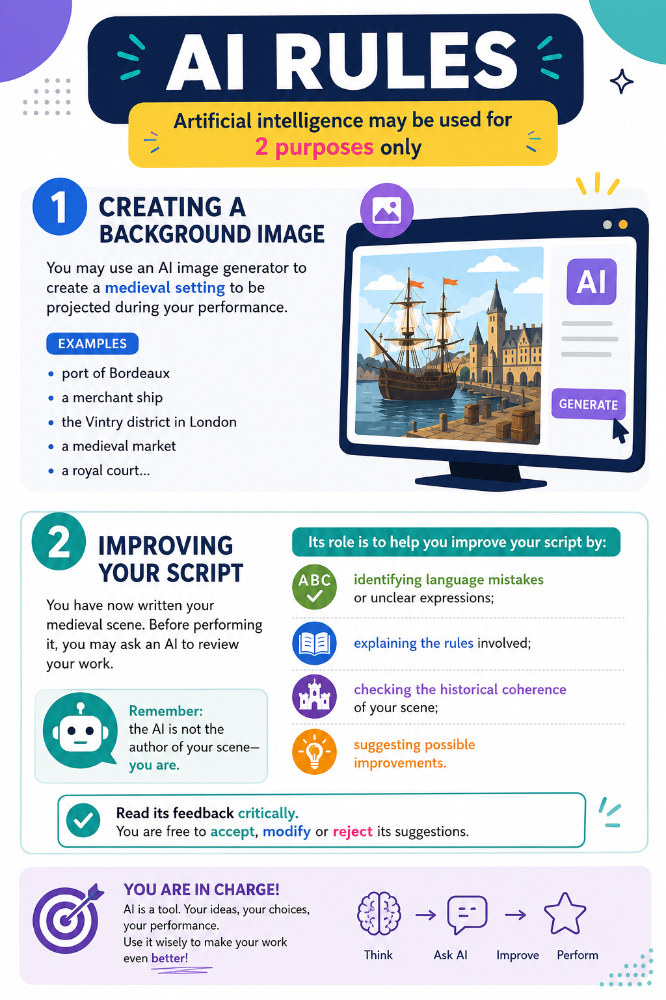 AI RULES
Artificial intelligence may be used for
2 purposes only
1
CREATING A
BACKGROUND IMAGE
You may use an AI image generator to
create a medieval setting to be
projected during your performance.
EXAMPLES
• port of Bordeaux
• a merchant ship
• the Vintry district in London
• a medieval market
• a royal court...
AI
GENERATE
2
IMPROVING
YOUR SCRIPT
You have now written your
medieval scene. Before performing
it, you may ask an AI to review
your work.
Remember:
the AI is not the
author of your scene—
you are.
Its role is to help you improve your script by:
ABC
identifying language mistakes
or unclear expressions;
explaining the rules involved;
checking the historical coherence
of your scene;
suggesting possible
improvements.
Read its feedback critically.
You are free to accept, modify or reject its suggestions.
YOU ARE IN CHARGE!
AI is a tool. Your ideas, your choices,
your performance.
Use it wisely to make your work
even better!
Think Ask AI Improve Perform